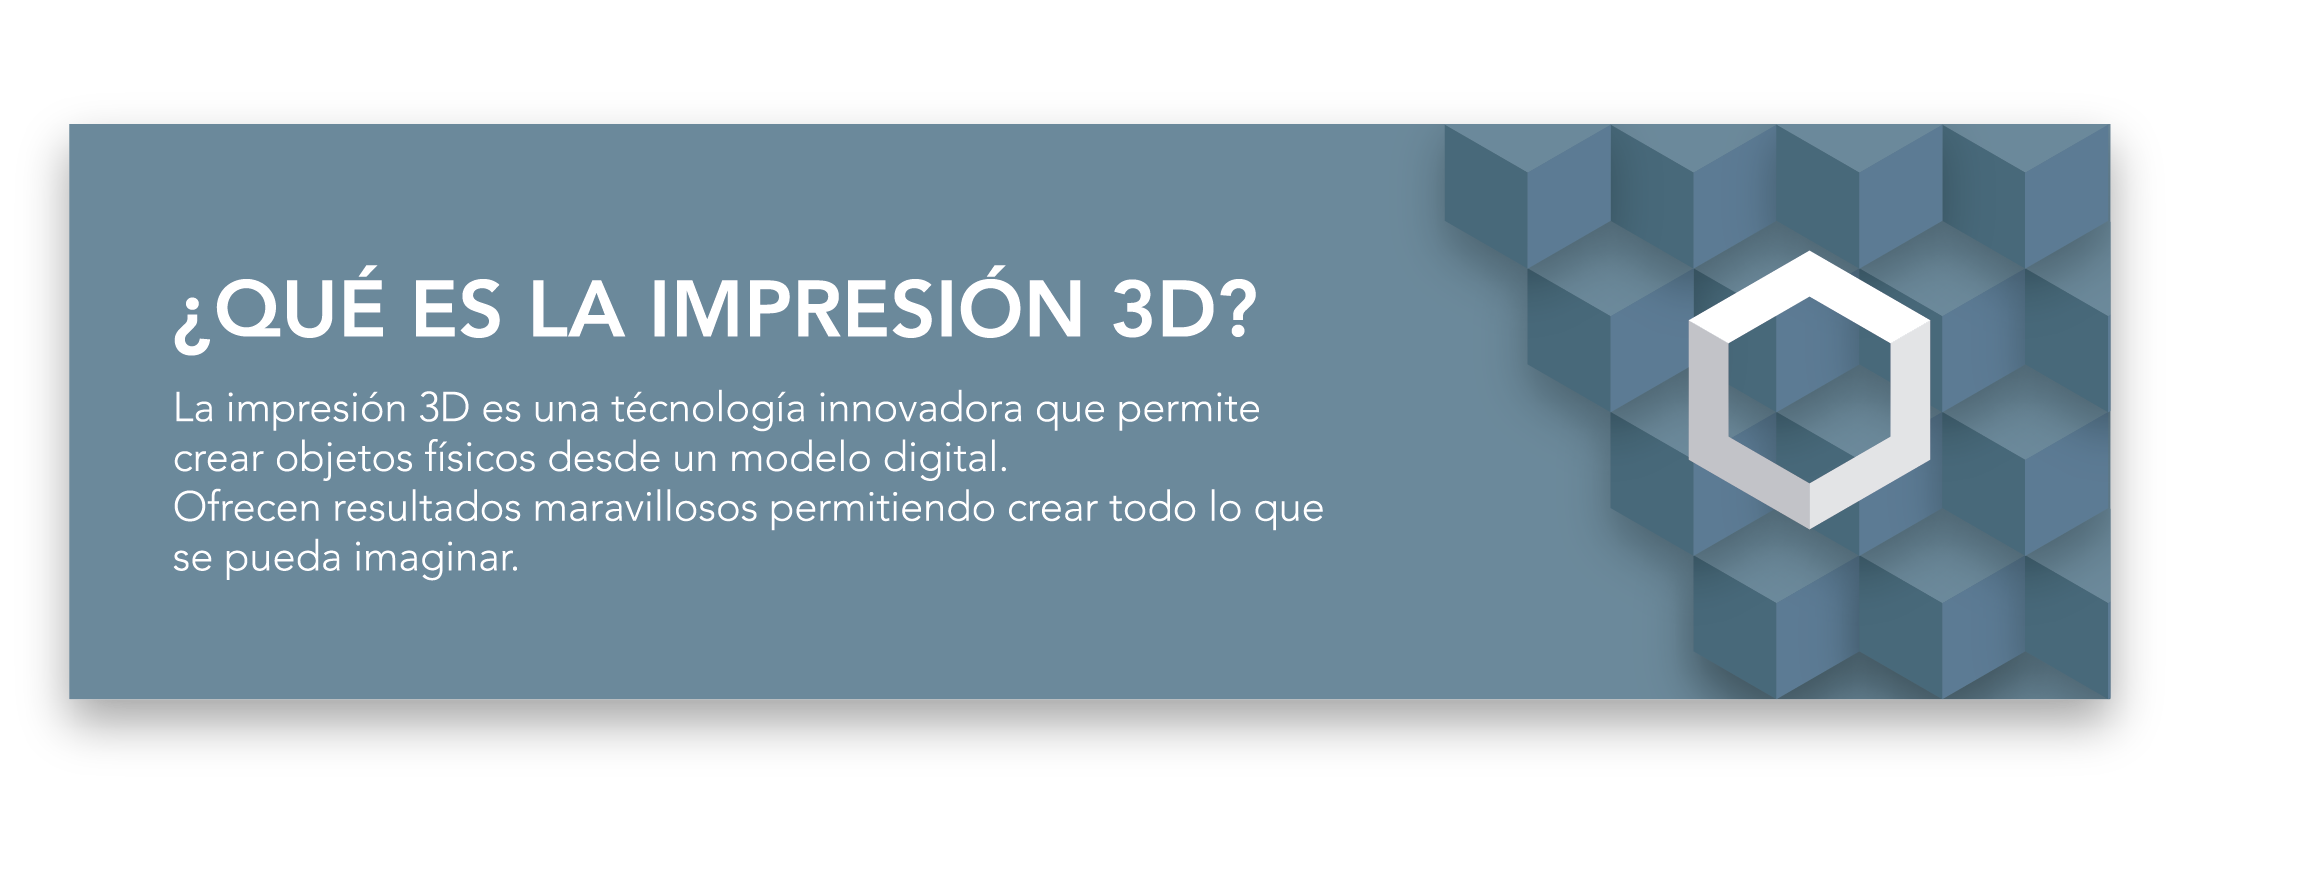 ¿QUÉ ES LA IMPRESIÓN 3D?
La impresión 3D es una técnología innovadora que permite
crear objetos físicos desde un modelo digital.
Ofrecen resultados maravillosos permitiendo crear todo lo que
se pueda imaginar.